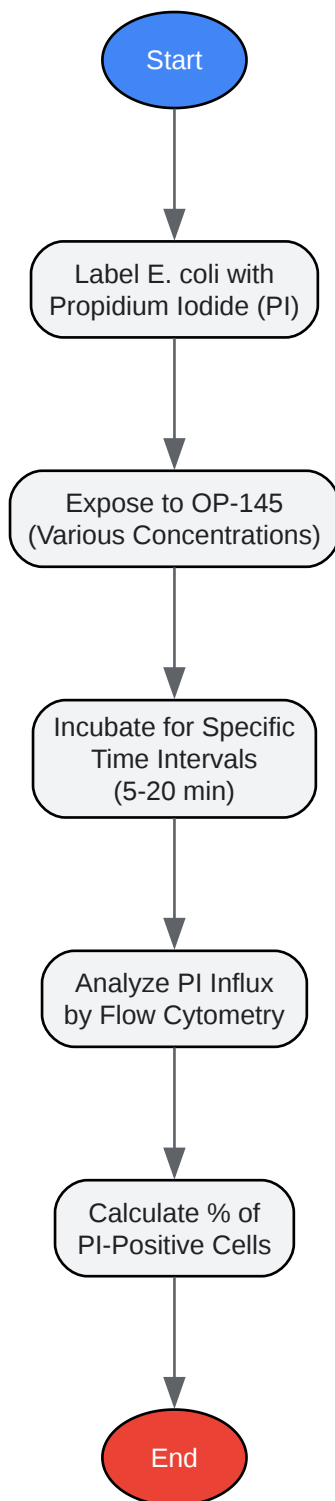 Start
Label E. coli with
Propidium Iodide (PI)
Expose to OP-145
(Various Concentrations)
Incubate for Specific
Time Intervals
(5-20 min)
Analyze PI Influx
by Flow Cytometry
Calculate % of
PI-Positive Cells
End